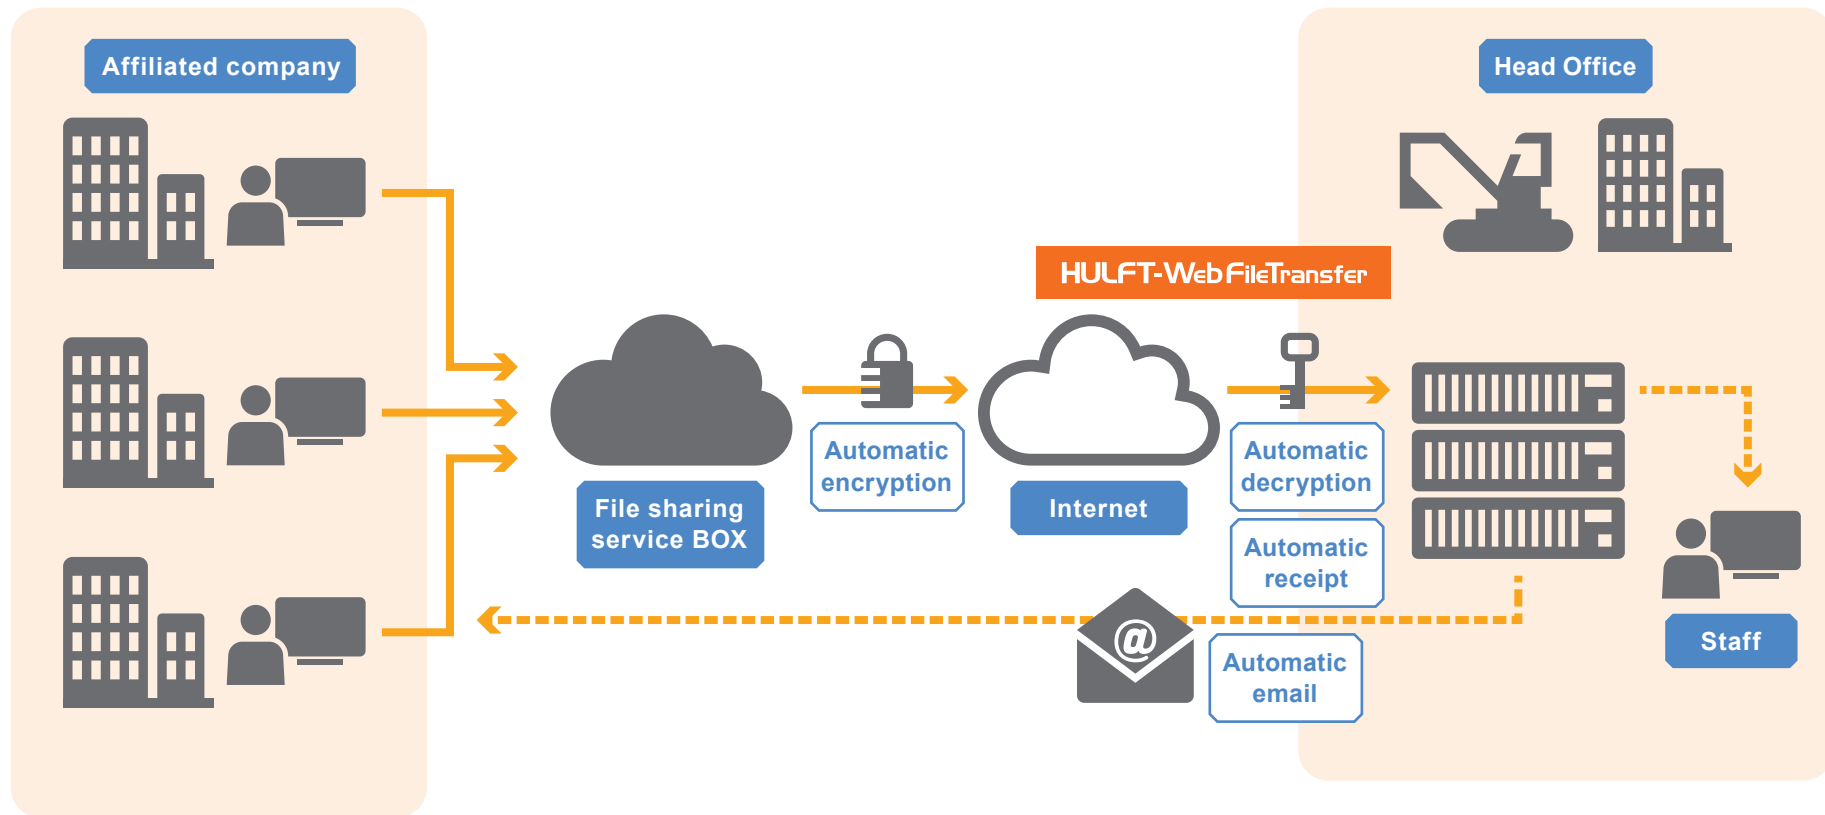 Affiliated company
Head Office
HULFT-WebFileTransfer
Automatic
encryption
Automatic
decryption
File sharing
service BOX
Internet
Automatic
receipt
@
Automatic
email
Staff